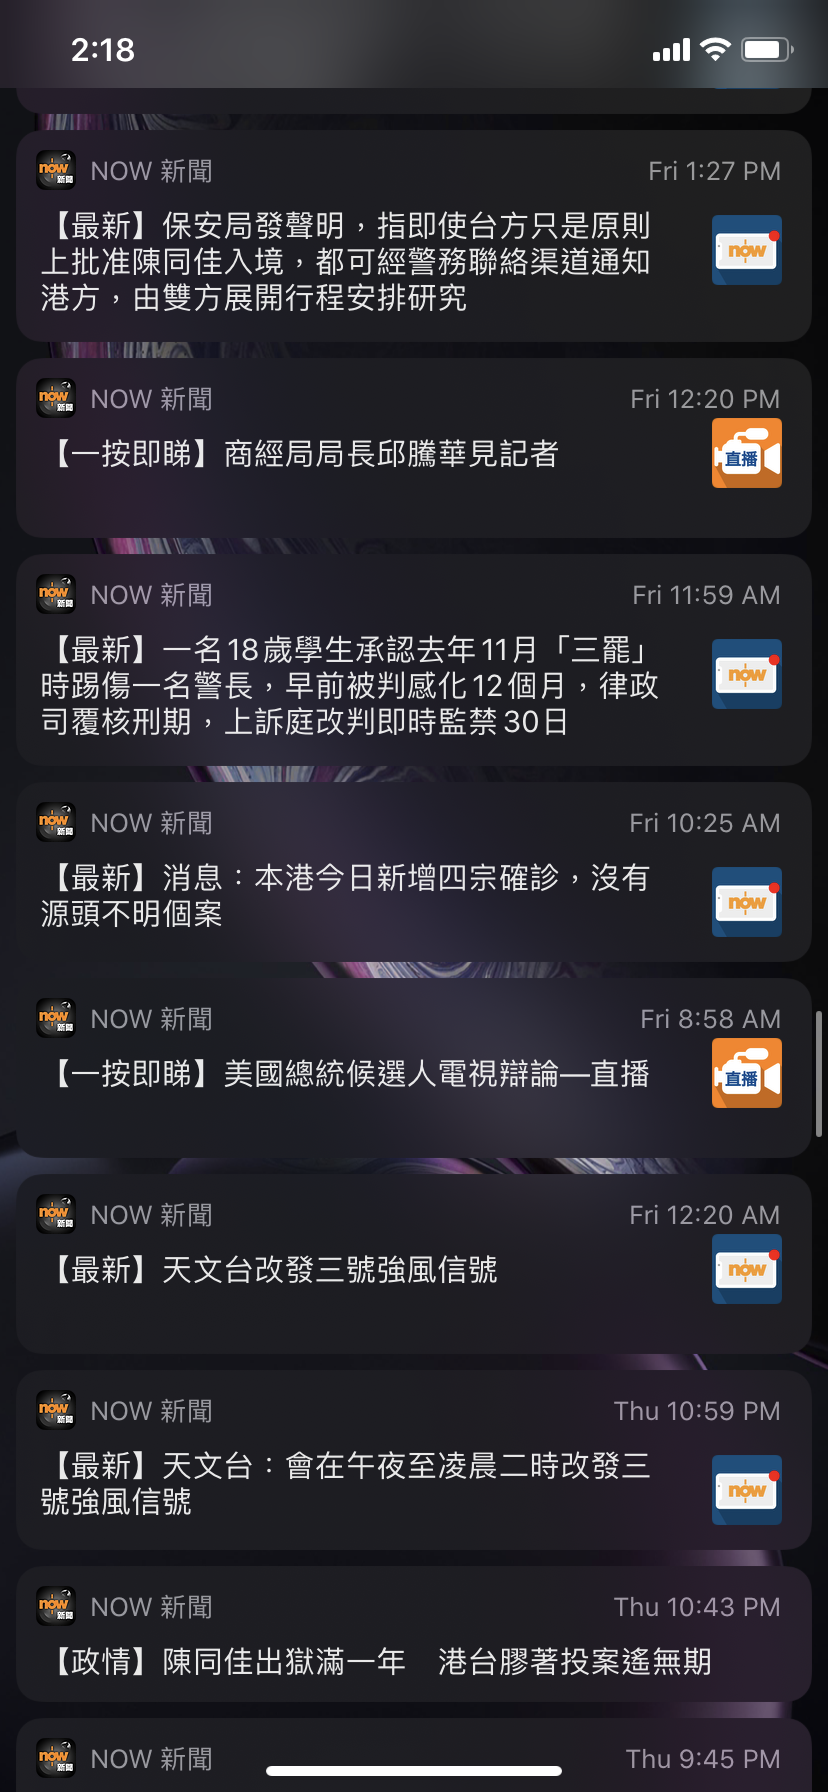 2:18
now 新聞
NOW 新聞
Fri 1:27 PM
【最新】保安局發聲明，指即使台方只是原則
上批准陳同佳入境，都可經警務聯絡渠道通知
港方，由雙方展開行程安排研究
now
now 新聞
NOW 新聞
Fri 12:20 PM
【一按即睇】商經局局長邱騰華見記者
直播
now 新聞
NOW 新聞
Fri 11:59 AM
【最新】一名18歲學生承認去年11月「三罷」
時踢傷一名警長，早前被判感化12個月，律政
司覆核刑期，上訴庭改判即時監禁30日
now
now 新聞
NOW 新聞
Fri 10:25 AM
【最新】消息：本港今日新增四宗確診，沒有
源頭不明個案
now
now 新聞
NOW 新聞
Fri 8:58 AM
【一按即睇】美國總統候選人電視辯論—直播
直播
now 新聞
NOW 新聞
Fri 12:20 AM
【最新】天文台改發三號強風信號
now
now 新聞
NOW 新聞
Thu 10:59 PM
【最新】天文台：會在午夜至凌晨二時改發三
號強風信號
now
now 新聞
NOW 新聞
Thu 10:43 PM
【政情】陳同佳出獄滿一年　港台膠著投案遙無期
now 新聞
NOW 新聞
Thu 9:45 PM